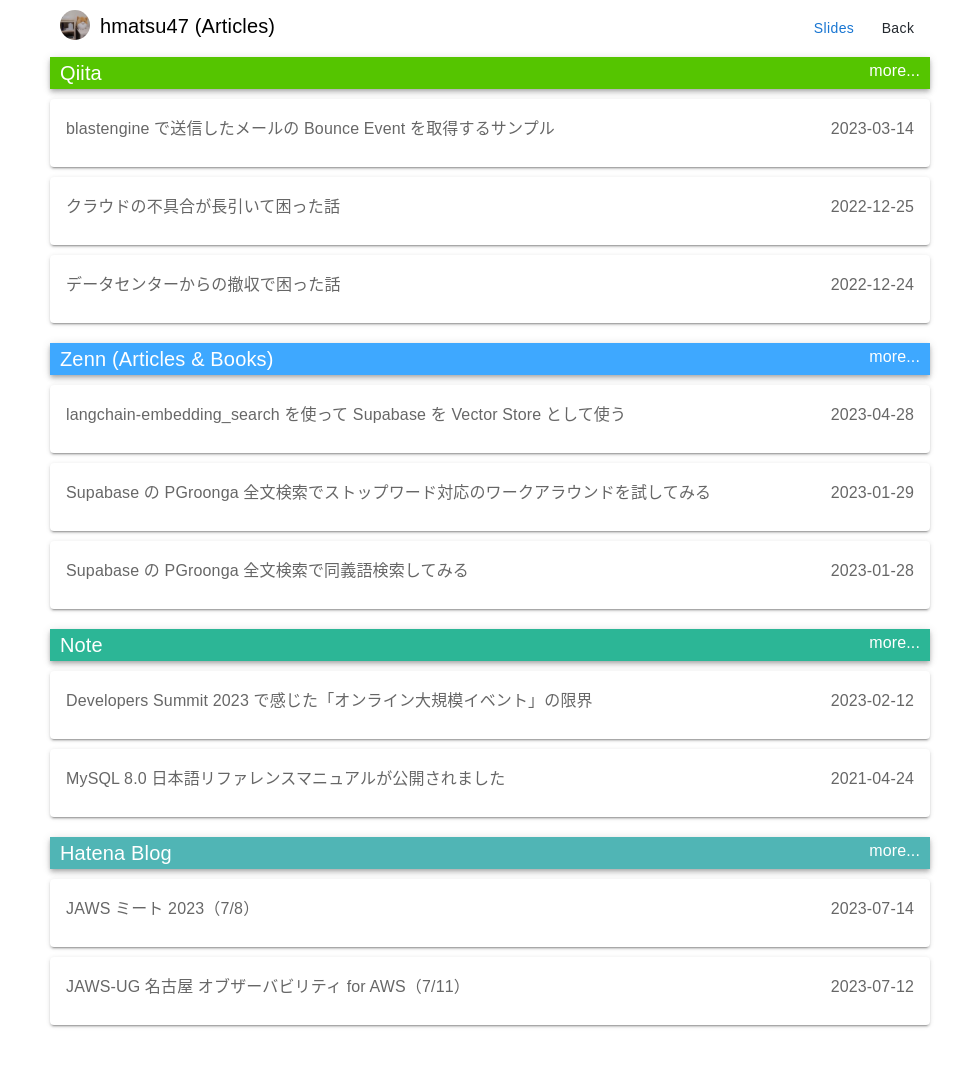 hmatsu47 (Articles)
Slides
Back
Qiita
more...
blastengine で送信したメールの Bounce Event を取得するサンプル
2023-03-14
クラウドの不具合が長引いて困った話
2022-12-25
データセンターからの撤収で困った話
2022-12-24
Zenn (Articles & Books)
more...
langchain-embedding_search を使って Supabase を Vector Store として使う
2023-04-28
Supabase の PGroonga 全文検索でストップワード対応のワークアラウンドを試してみる
2023-01-29
Supabase の PGroonga 全文検索で同義語検索してみる
2023-01-28
Note
more...
Developers Summit 2023 で感じた「オンライン大規模イベント」の限界
2023-02-12
MySQL 8.0 日本語リファレンスマニュアルが公開されました
2021-04-24
Hatena Blog
more...
JAWS ミート 2023（7/8）
2023-07-14
JAWS-UG 名古屋 オブザーバビリティ for AWS（7/11）
2023-07-12